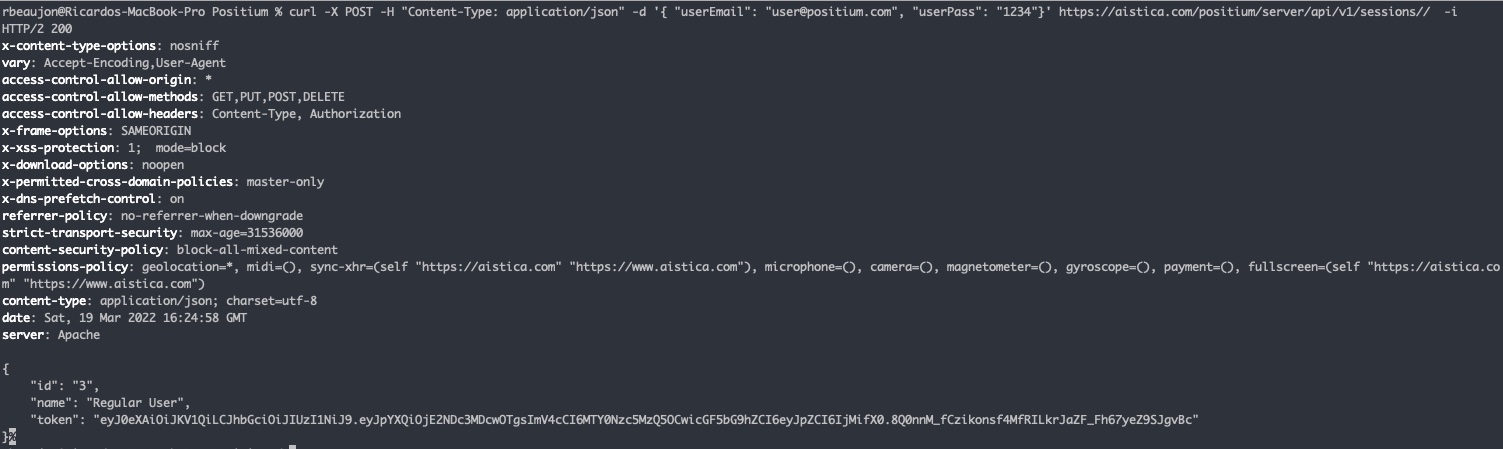 rbeaujon@Ricardos-MacBook-Pro Positium % curl -X POST -H "Content-Type: application/json" -d '{ "userEmail": "user@positium.com", "userPass": "1234"}' https://aistica.com/positium/server/api/v1/sessions//  -i
HTTP/2 200
x-content-type-options: nosniff
vary: Accept-Encoding,User-Agent
access-control-allow-origin: *
access-control-allow-methods: GET,PUT,POST,DELETE
access-control-allow-headers: Content-Type, Authorization
x-frame-options: SAMEORIGIN
x-xss-protection: 1;  mode=block
x-download-options: noopen
x-permitted-cross-domain-policies: master-only
x-dns-prefetch-control: on
referrer-policy: no-referrer-when-downgrade
strict-transport-security: max-age=31536000
content-security-policy: block-all-mixed-content
permissions-policy: geolocation=*, midi=(), sync-xhr=(self "https://aistica.com" "https://www.aistica.com"), microphone=(), camera=(), magnetometer=(), gyroscope=(), payment=(), fullscreen=(self "https://aistica.co
m" "https://www.aistica.com")
content-type: application/json; charset=utf-8
date: Sat, 19 Mar 2022 16:24:58 GMT
server: Apache
{
    "id": "3",
    "name": "Regular User",
    "token": "eyJ0eXAiOiJKV1QiLCJhbGciOiJIUzI1NiJ9.eyJpYXQiOjE2NDc3MDcwOTgsImV4cCI6MTY0Nzc5MzQ5OCwicGF5bG9hZCI6eyJpZCI6IjMifX0.8Q0nnM_fCzikonsf4MfRILkrJaZF_Fh67yeZ9SJgvBc"
}%